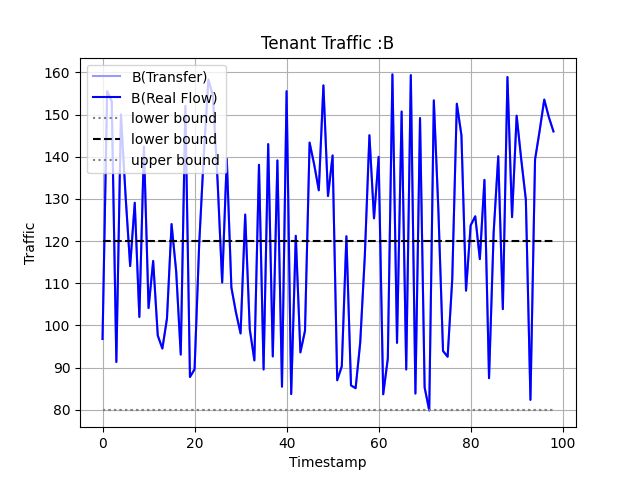 Tenant Traffic :B
B(Transfer)
B(Real Flow)
lower bound
lower bound
upper bound
Traffic
160
150
140
130
120
110
100
90
80
0 20 40 60 80 100
Timestamp